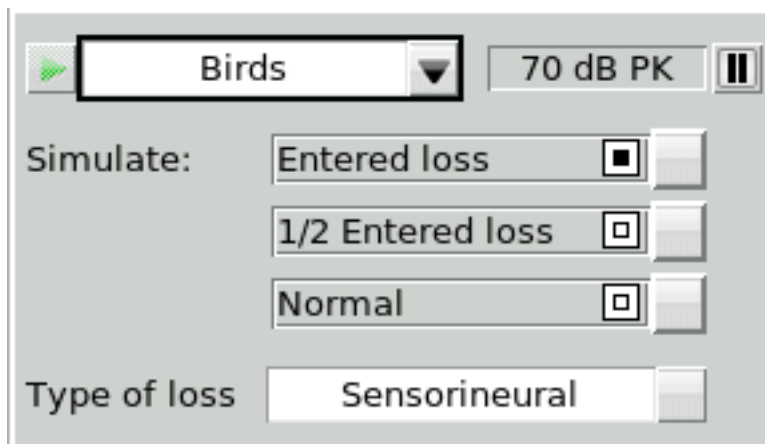 Birds 70 dB PK
Simulate: Entered loss
1/2 Entered loss
Normal
Type of loss Sensorineural